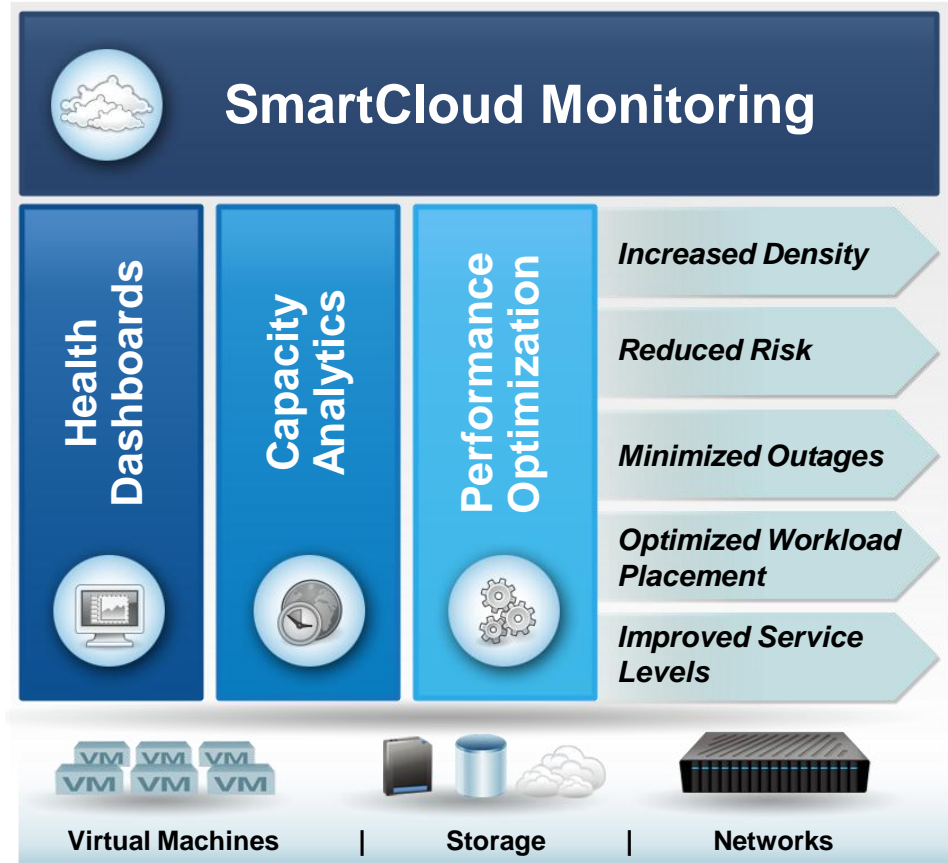 SmartCloud Monitoring
Health
Dashboards
Capacity
Analytics
Performance
Optimization
Increased Density
Reduced Risk
Minimized Outages
Optimized Workload
Placement
Improved Service
Levels
VM VM VM
VM VM VM
Virtual Machines | Storage | Networks